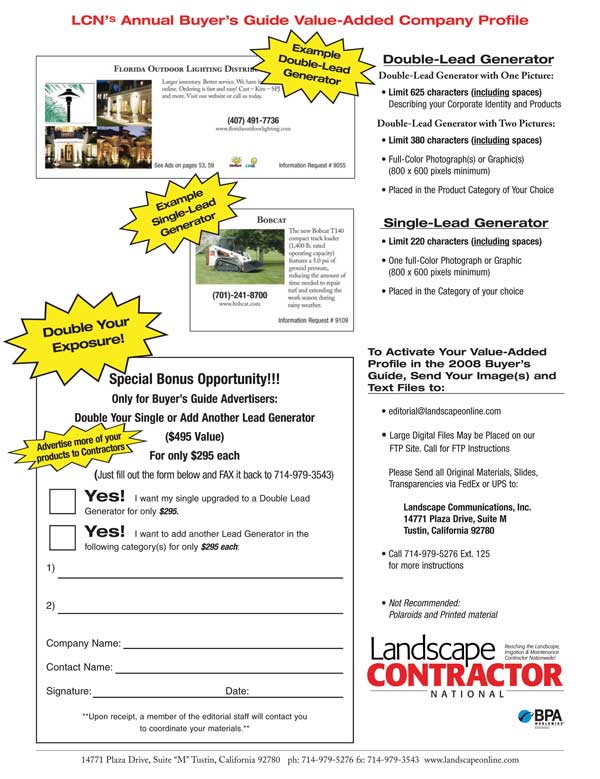 LCN's Annual Buyer's Guide Value-Added Company Profile
Example
Double-Lead
Generator
FLORIDA OUTDOOR LIGHTING
Larger inventory. Better service. We have
online. Ordering is fast and easy! Cast – Kim – SPJ
and more. Visit our website or call us today.
(407) 491-7736
www.floridaoutdoorlighting.com
See Ads on pages 53, 59
Information Request # 9055
Example
Single-Lead
Generator
BOBCAT
The new Bobcat T140
compact track loader
(1,400 lb. rated
operating capacity)
features a 5.0 psi of
ground pressure,
reducing the amount of
time needed to repair
turf and extending the
work season during
rainy weather.
(701)-241-8700
www.bobcat.com
Information Request # 9109
Double-Lead Generator
Double-Lead Generator with One Picture:
• Limit 625 characters (including spaces)
Describing your Corporate Identity and Products
Double-Lead Generator with Two Pictures:
• Limit 380 characters (including spaces)
• Full-Color Photograph(s) or Graphic(s)
(800 x 600 pixels minimum)
• Placed in the Product Category of Your Choice
Single-Lead Generator
• Limit 220 characters (including spaces)
• One full-Color Photograph or Graphic
(800 x 600 pixels minimum)
• Placed in the Category of your choice
Double Your
Exposure!
Special Bonus Opportunity!!!
Only for Buyer's Guide Advertisers:
Double Your Single or Add Another Lead Generator
($495 Value)
Advertise more of your
products to Contractors
For only $295 each
(Just fill out the form below and FAX it back to 714-979-3543)
Yes! I want my single upgraded to a Double Lead
Generator for only $295.
Yes! I want to add another Lead Generator in the
following category(s) for only $295 each:
1)
2)
Company Name:
Contact Name:
Signature: Date:
**Upon receipt, a member of the editorial staff will contact you
to coordinate your materials.**
To Activate Your Value-Added
Profile in the 2008 Buyer's
Guide, Send Your Image(s) and
Text Files to:
• editorial@landscapeonline.com
• Large Digital Files May be Placed on our
FTP Site. Call for FTP Instructions
Please Send all Original Materials, Slides,
Transparencies via FedEx or UPS to:
Landscape Communications, Inc.
14771 Plaza Drive, Suite M
Tustin, California 92780
• Call 714-979-5276 Ext. 125
for more instructions
• Not Recommended:
Polaroids and Printed material
Landscape
Reaching the Landscape,
Irrigation & Maintenance
Contractor Nationwide!
CONTRACTOR
NATIONAL
BPA
WORLDWIDE
14771 Plaza Drive, Suite "M" Tustin, California 92780 ph: 714-979-5276 fx: 714-979-3543 www.landscapeonline.com